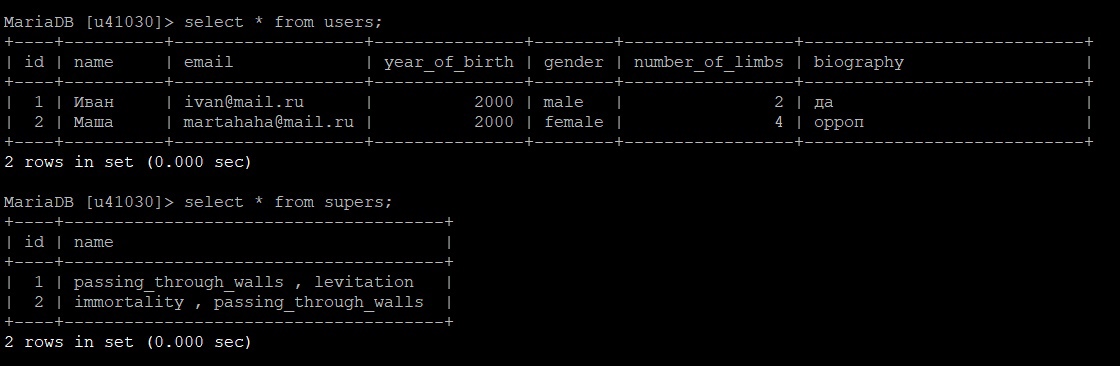 MariaDB [u41030]> select * from users;
+----+----------+-------------------+---------------+--------+------------------+----------------------------+
| id | name     | email             | year_of_birth | gender | number_of_limbs | biography                  |
+----+----------+-------------------+---------------+--------+-----------------+----------------------------+
|  1 | Иван     | ivan@mail.ru      |          2000 | male   |               2 | да                         |
|  2 | Маша     | martahaha@mail.ru |          2000 | female |               4 | орроп                      |
+----+----------+-------------------+---------------+--------+-----------------+----------------------------+
2 rows in set (0.000 sec)
MariaDB [u41030]> select * from supers;
+----+--------------------------------------+
| id | name                                 |
+----+--------------------------------------+
|  1 | passing_through_walls , levitation   |
|  2 | immortality , passing_through_walls  |
+----+--------------------------------------+
2 rows in set (0.000 sec)